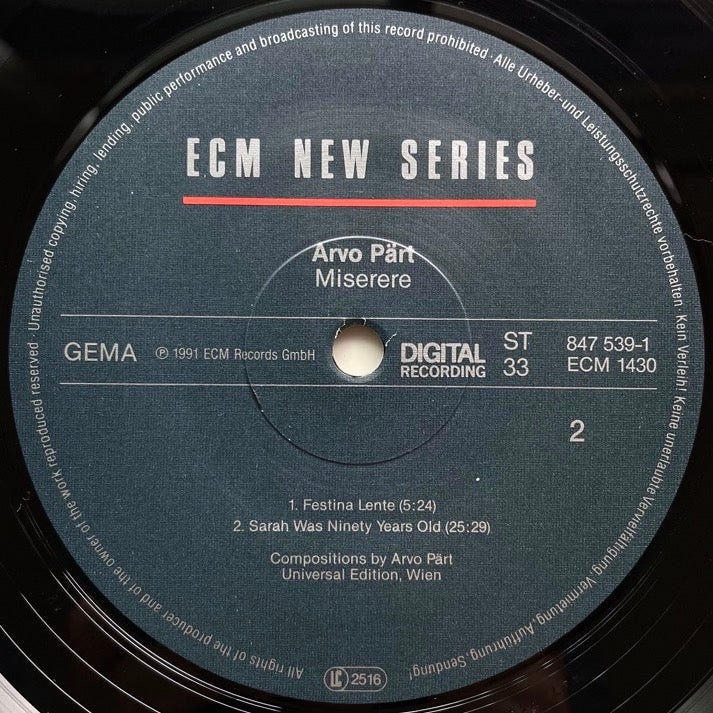 Unauthorised copying, hiring, lending, public performance and broadcasting of this record prohibited · Alle Urheber- und Leistungsschutzrechte vorbehalten. Kein Verleih! Keine unerlaubte Vervielfältigung, Vermietung, Aufführung, Sendung!
ECM NEW SERIES
Arvo Pärt
Miserere
GEMA ℗ 1991 ECM Records GmbH
DIGITAL
RECORDING
ST
33
847 539-1
ECM 1430
2
1. Festina Lente (5:24)
2. Sarah Was Ninety Years Old (25:29)
Compositions by Arvo Pärt
Universal Edition, Wien
All rights of the producer and of the owner of the work reproduced reserved
LC 2516